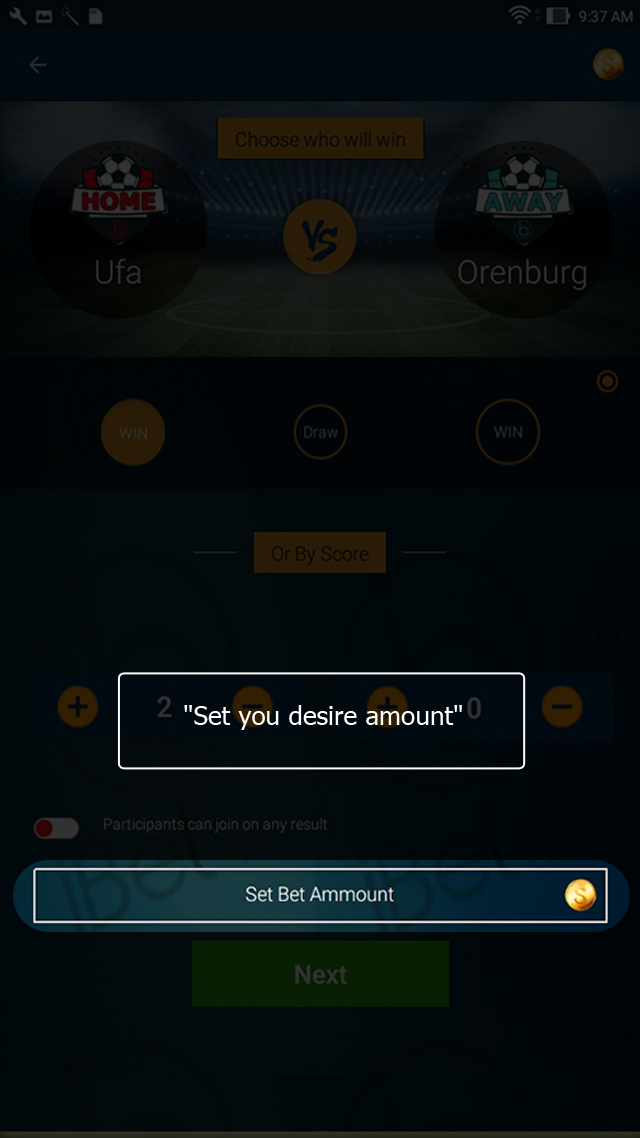 9:37 AM
Choose who will win
HOME
VS
AWAY
Ufa
Orenburg
WIN
Draw
WIN
Or By Score
2
0
"Set you desire amount"
Participants can join on any result
Set Bet Ammount
Next